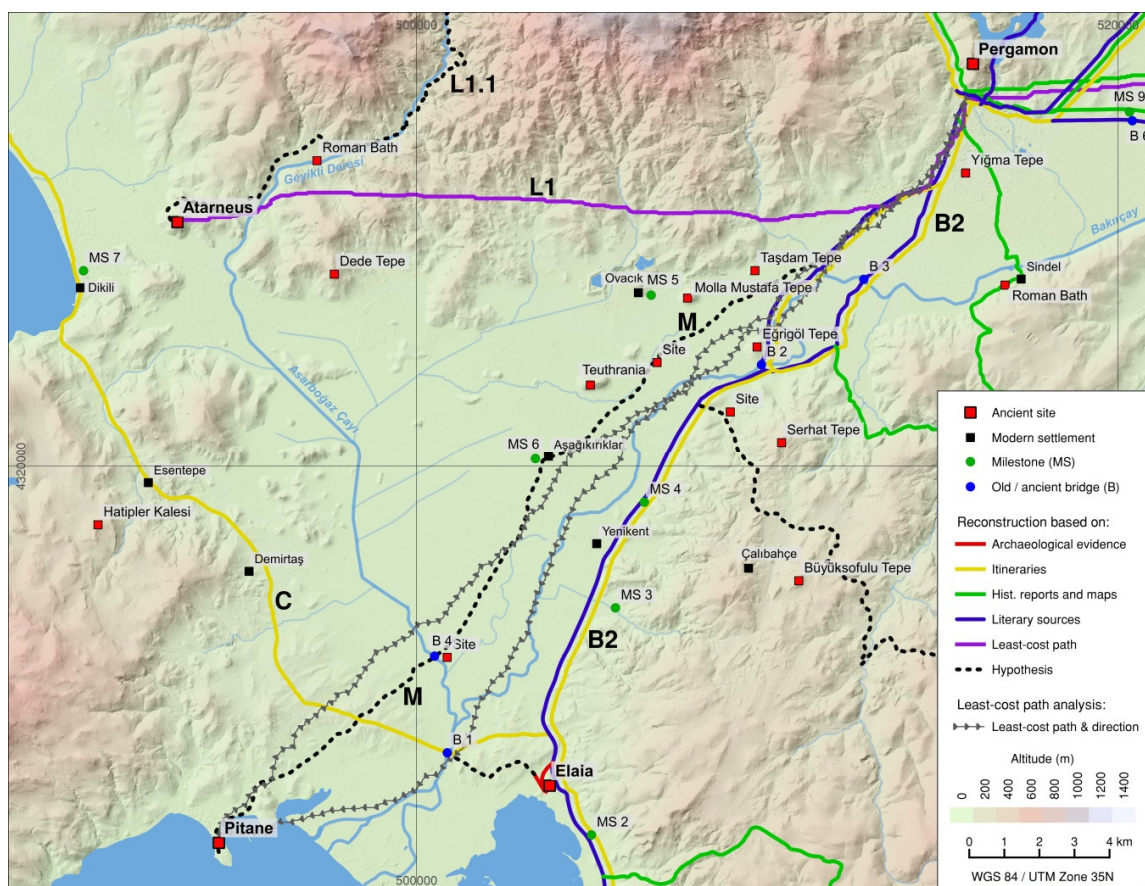 500000
520000
Pergamon
L1.1
MS 9
B 6
Roman Bath
Geyikli Deresi
Yığma Tepe
L1
Atarneus
B2
Bakırçay
MS 7
Dikili
Dede Tepe
Taşdam Tepe
Ovacık
MS 5
Molla Mustafa Tepe
B 3
Sindel
Roman Bath
M
Eğrigöl Tepe
B 2
Site
Teuthrania
Asarboğaz Çayı
Site
Serhat Tepe
MS 6
Aşağıkırıklar
4320000
Esentepe
MS 4
Hatipler Kalesi
Yenikent
Demirtaş
Çalıbahçe
Büyüksofulu Tepe
C
MS 3
B 4
Site
B2
M
B 1
Elaia
Pitane
MS 2
500000
Ancient site
Modern settlement
Milestone (MS)
Old / ancient bridge (B)
Reconstruction based on:
Archaeological evidence
Itineraries
Hist. reports and maps
Literary sources
Least-cost path
Hypothesis
Least-cost path analysis:
Least-cost path & direction
Altitude (m)
0 200 400 600 800 1000 1200 1400
0 1 2 3 4 km
WGS 84 / UTM Zone 35N